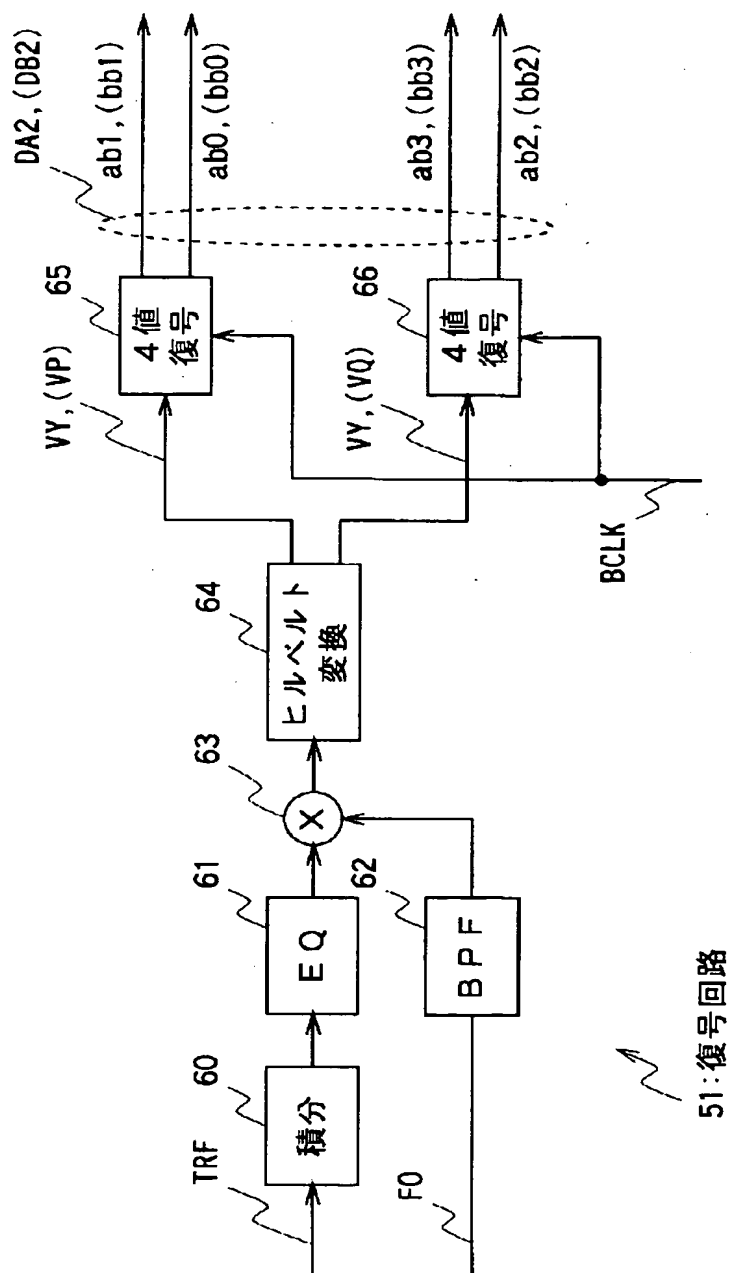 DA2,(DB2)
ab1,(bb1)
ab0,(bb0)
ab3,(bb3)
ab2,(bb2)
65
4値
復号
66
4値
復号
VY,(VP)
VY,(VQ)
BCLK
64
ヒルベルト
変換
63
X
61
EQ
62
BPF
60
積分
TRF
FO
51:復号回路